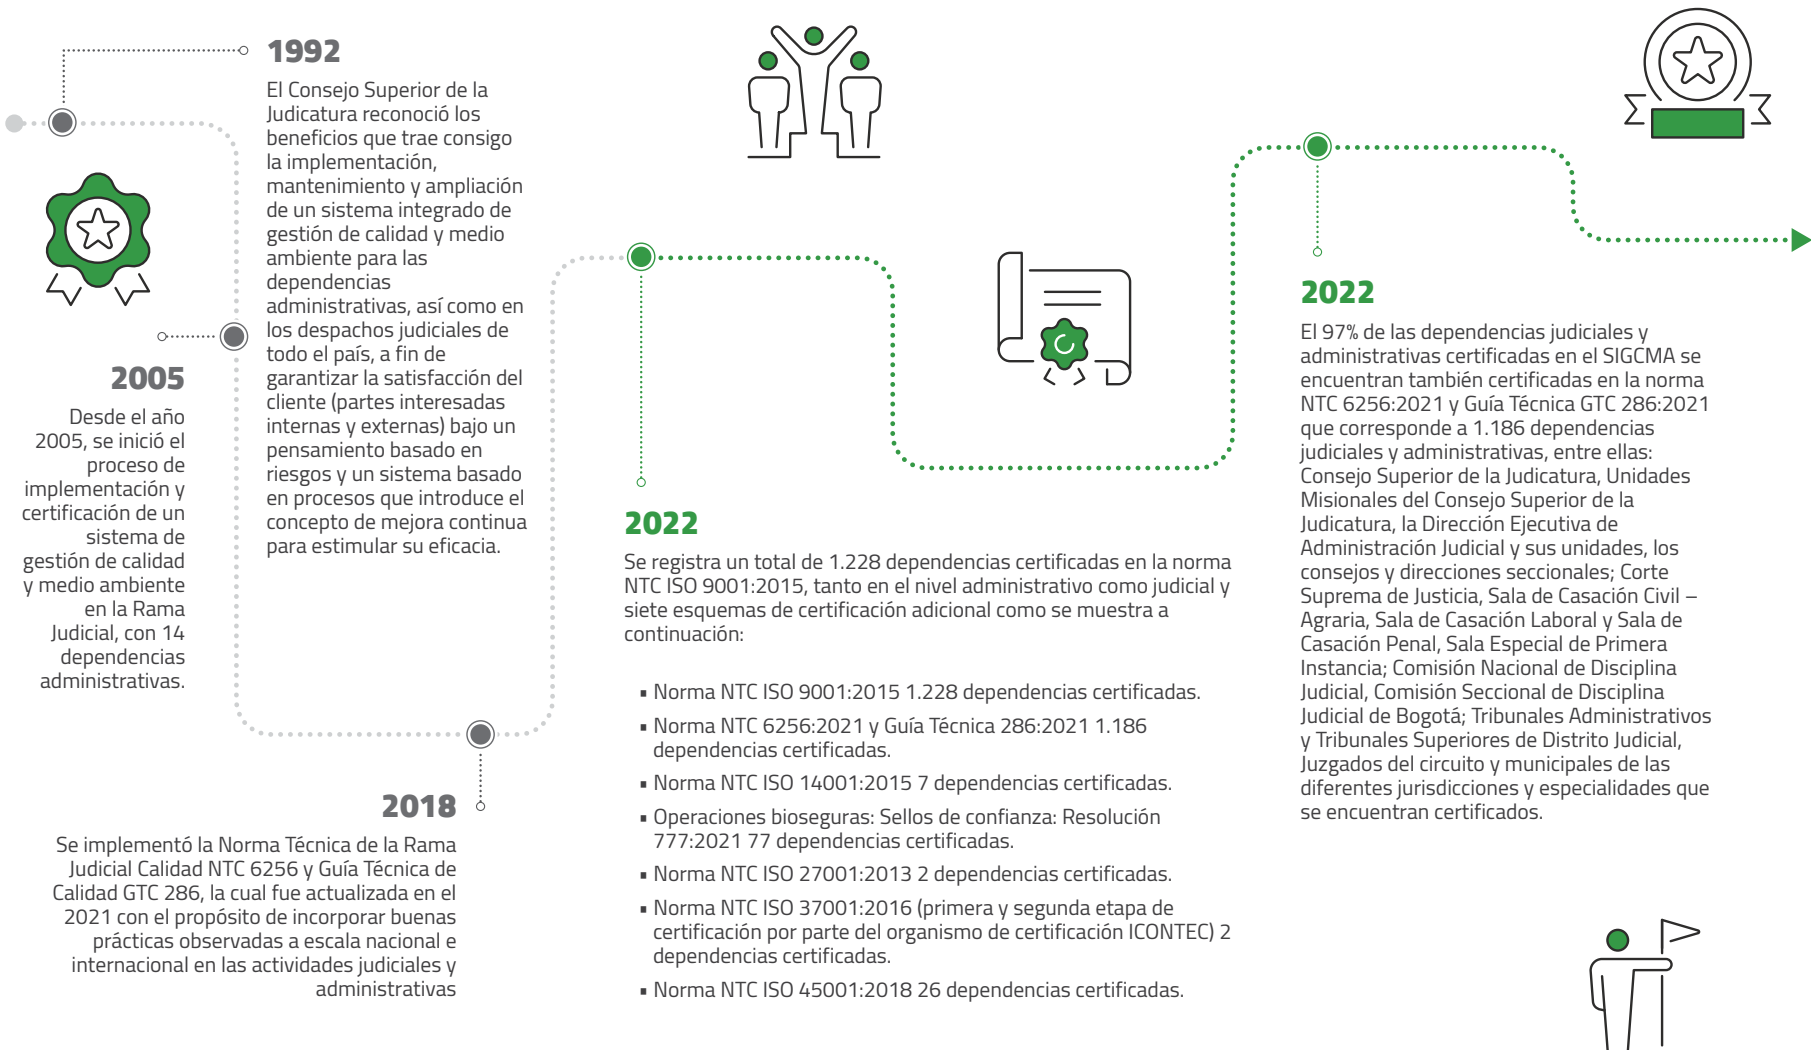 1992
El Consejo Superior de la
Judicatura reconoció los
beneficios que trae consigo
la implementación,
mantenimiento y ampliación
de un sistema integrado de
gestión de calidad y medio
ambiente para las
dependencias
administrativas, así como en
los despachos judiciales de
todo el país, a fin de
garantizar la satisfacción del
cliente (partes interesadas
internas y externas) bajo un
pensamiento basado en
riesgos y un sistema basado
en procesos que introduce el
concepto de mejora continua
para estimular su eficacia.
2005
Desde el año
2005, se inició el
proceso de
implementación y
certificación de un
sistema de
gestión de calidad
y medio ambiente
en la Rama
Judicial, con 14
dependencias
administrativas.
2018
Se implementó la Norma Técnica de la Rama
Judicial Calidad NTC 6256 y Guía Técnica de
Calidad GTC 286, la cual fue actualizada en el
2021 con el propósito de incorporar buenas
prácticas observadas a escala nacional e
internacional en las actividades judiciales y
administrativas
2022
Se registra un total de 1.228 dependencias certificadas en la norma
NTC ISO 9001:2015, tanto en el nivel administrativo como judicial y
siete esquemas de certificación adicional como se muestra a
continuación:
▪ Norma NTC ISO 9001:2015 1.228 dependencias certificadas.
▪ Norma NTC 6256:2021 y Guía Técnica 286:2021 1.186
dependencias certificadas.
▪ Norma NTC ISO 14001:2015 7 dependencias certificadas.
▪ Operaciones bioseguras: Sellos de confianza: Resolución
777:2021 77 dependencias certificadas.
▪ Norma NTC ISO 27001:2013 2 dependencias certificadas.
▪ Norma NTC ISO 37001:2016 (primera y segunda etapa de
certificación por parte del organismo de certificación ICONTEC) 2
dependencias certificadas.
▪ Norma NTC ISO 45001:2018 26 dependencias certificadas.
2022
El 97% de las dependencias judiciales y
administrativas certificadas en el SIGCMA se
encuentran también certificadas en la norma
NTC 6256:2021 y Guía Técnica GTC 286:2021
que corresponde a 1.186 dependencias
judiciales y administrativas, entre ellas:
Consejo Superior de la Judicatura, Unidades
Misionales del Consejo Superior de la
Judicatura, la Dirección Ejecutiva de
Administración Judicial y sus unidades, los
consejos y direcciones seccionales; Corte
Suprema de Justicia, Sala de Casación Civil –
Agraria, Sala de Casación Laboral y Sala de
Casación Penal, Sala Especial de Primera
Instancia; Comisión Nacional de Disciplina
Judicial, Comisión Seccional de Disciplina
Judicial de Bogotá; Tribunales Administrativos
y Tribunales Superiores de Distrito Judicial,
Juzgados del circuito y municipales de las
diferentes jurisdicciones y especialidades que
se encuentran certificados.